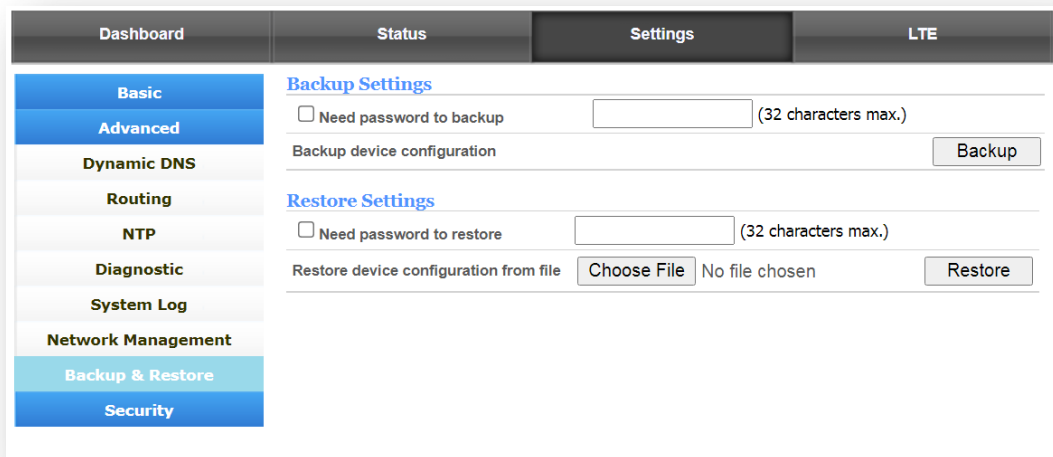 Dashboard Status Settings LTE
Basic
Advanced
Dynamic DNS
Routing
NTP
Diagnostic
System Log
Network Management
Backup & Restore
Security
Backup Settings
Need password to backup (32 characters max.)
Backup device configuration Backup
Restore Settings
Need password to restore (32 characters max.)
Restore device configuration from file Choose File No file chosen Restore